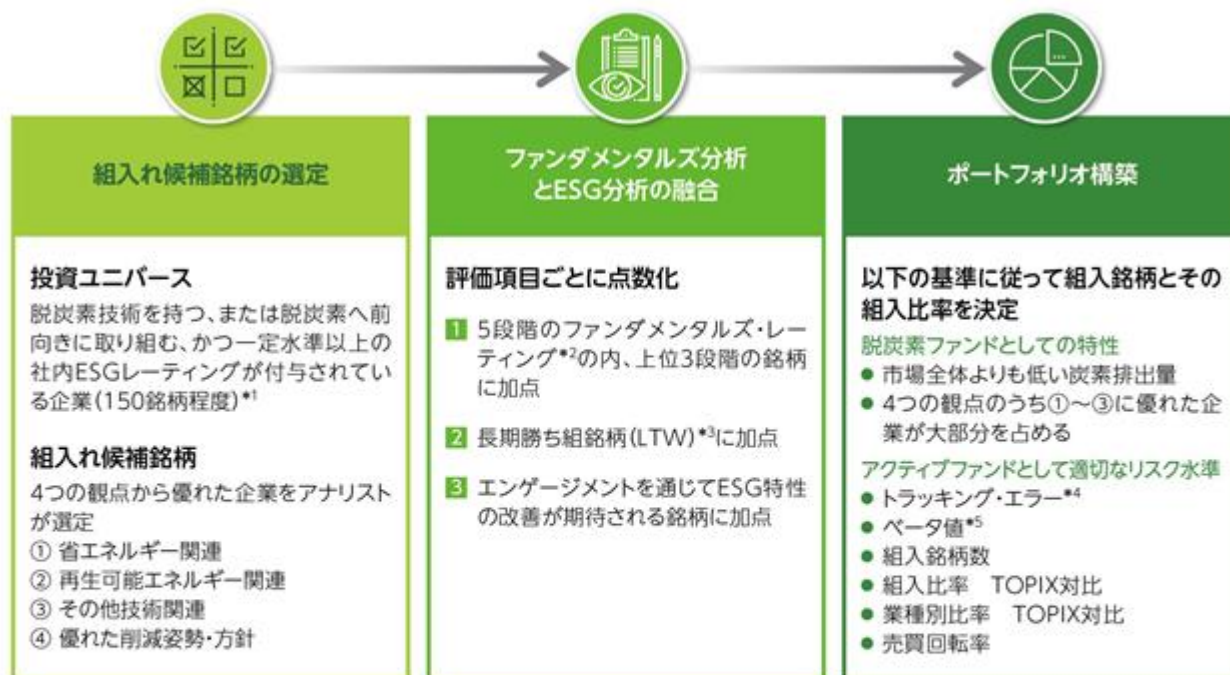 組入れ候補銘柄の選定
投資ユニバース
脱炭素技術を持つ、または脱炭素へ前
向きに取り組む、かつ一定水準以上の
社内ESGレーティングが付与されてい
る企業(150銘柄程度)*1
組入れ候補銘柄
4つの観点から優れた企業をアナリスト
が選定
① 省エネルギー関連
② 再生可能エネルギー関連
③ その他技術関連
④ 優れた削減姿勢・方針
ファンダメンタルズ分析
とESG分析の融合
評価項目ごとに点数化
1 5段階のファンダメンタルズ・レー
ティング*2の内、上位3段階の銘柄
に加点
2 長期勝ち組銘柄(LTW)*3に加点
3 エンゲージメントを通じてESG特性
の改善が期待される銘柄に加点
ポートフォリオ構築
以下の基準に従って組入銘柄とその
組入比率を決定
脱炭素ファンドとしての特性
● 市場全体よりも低い炭素排出量
● 4つの観点のうち①～③に優れた企
業が大部分を占める
アクティブファンドとして適切なリスク水準
● トラッキング・エラー*4
● ベータ値*5
● 組入銘柄数
● 組入比率　TOPIX対比
● 業種別比率　TOPIX対比
● 売買回転率